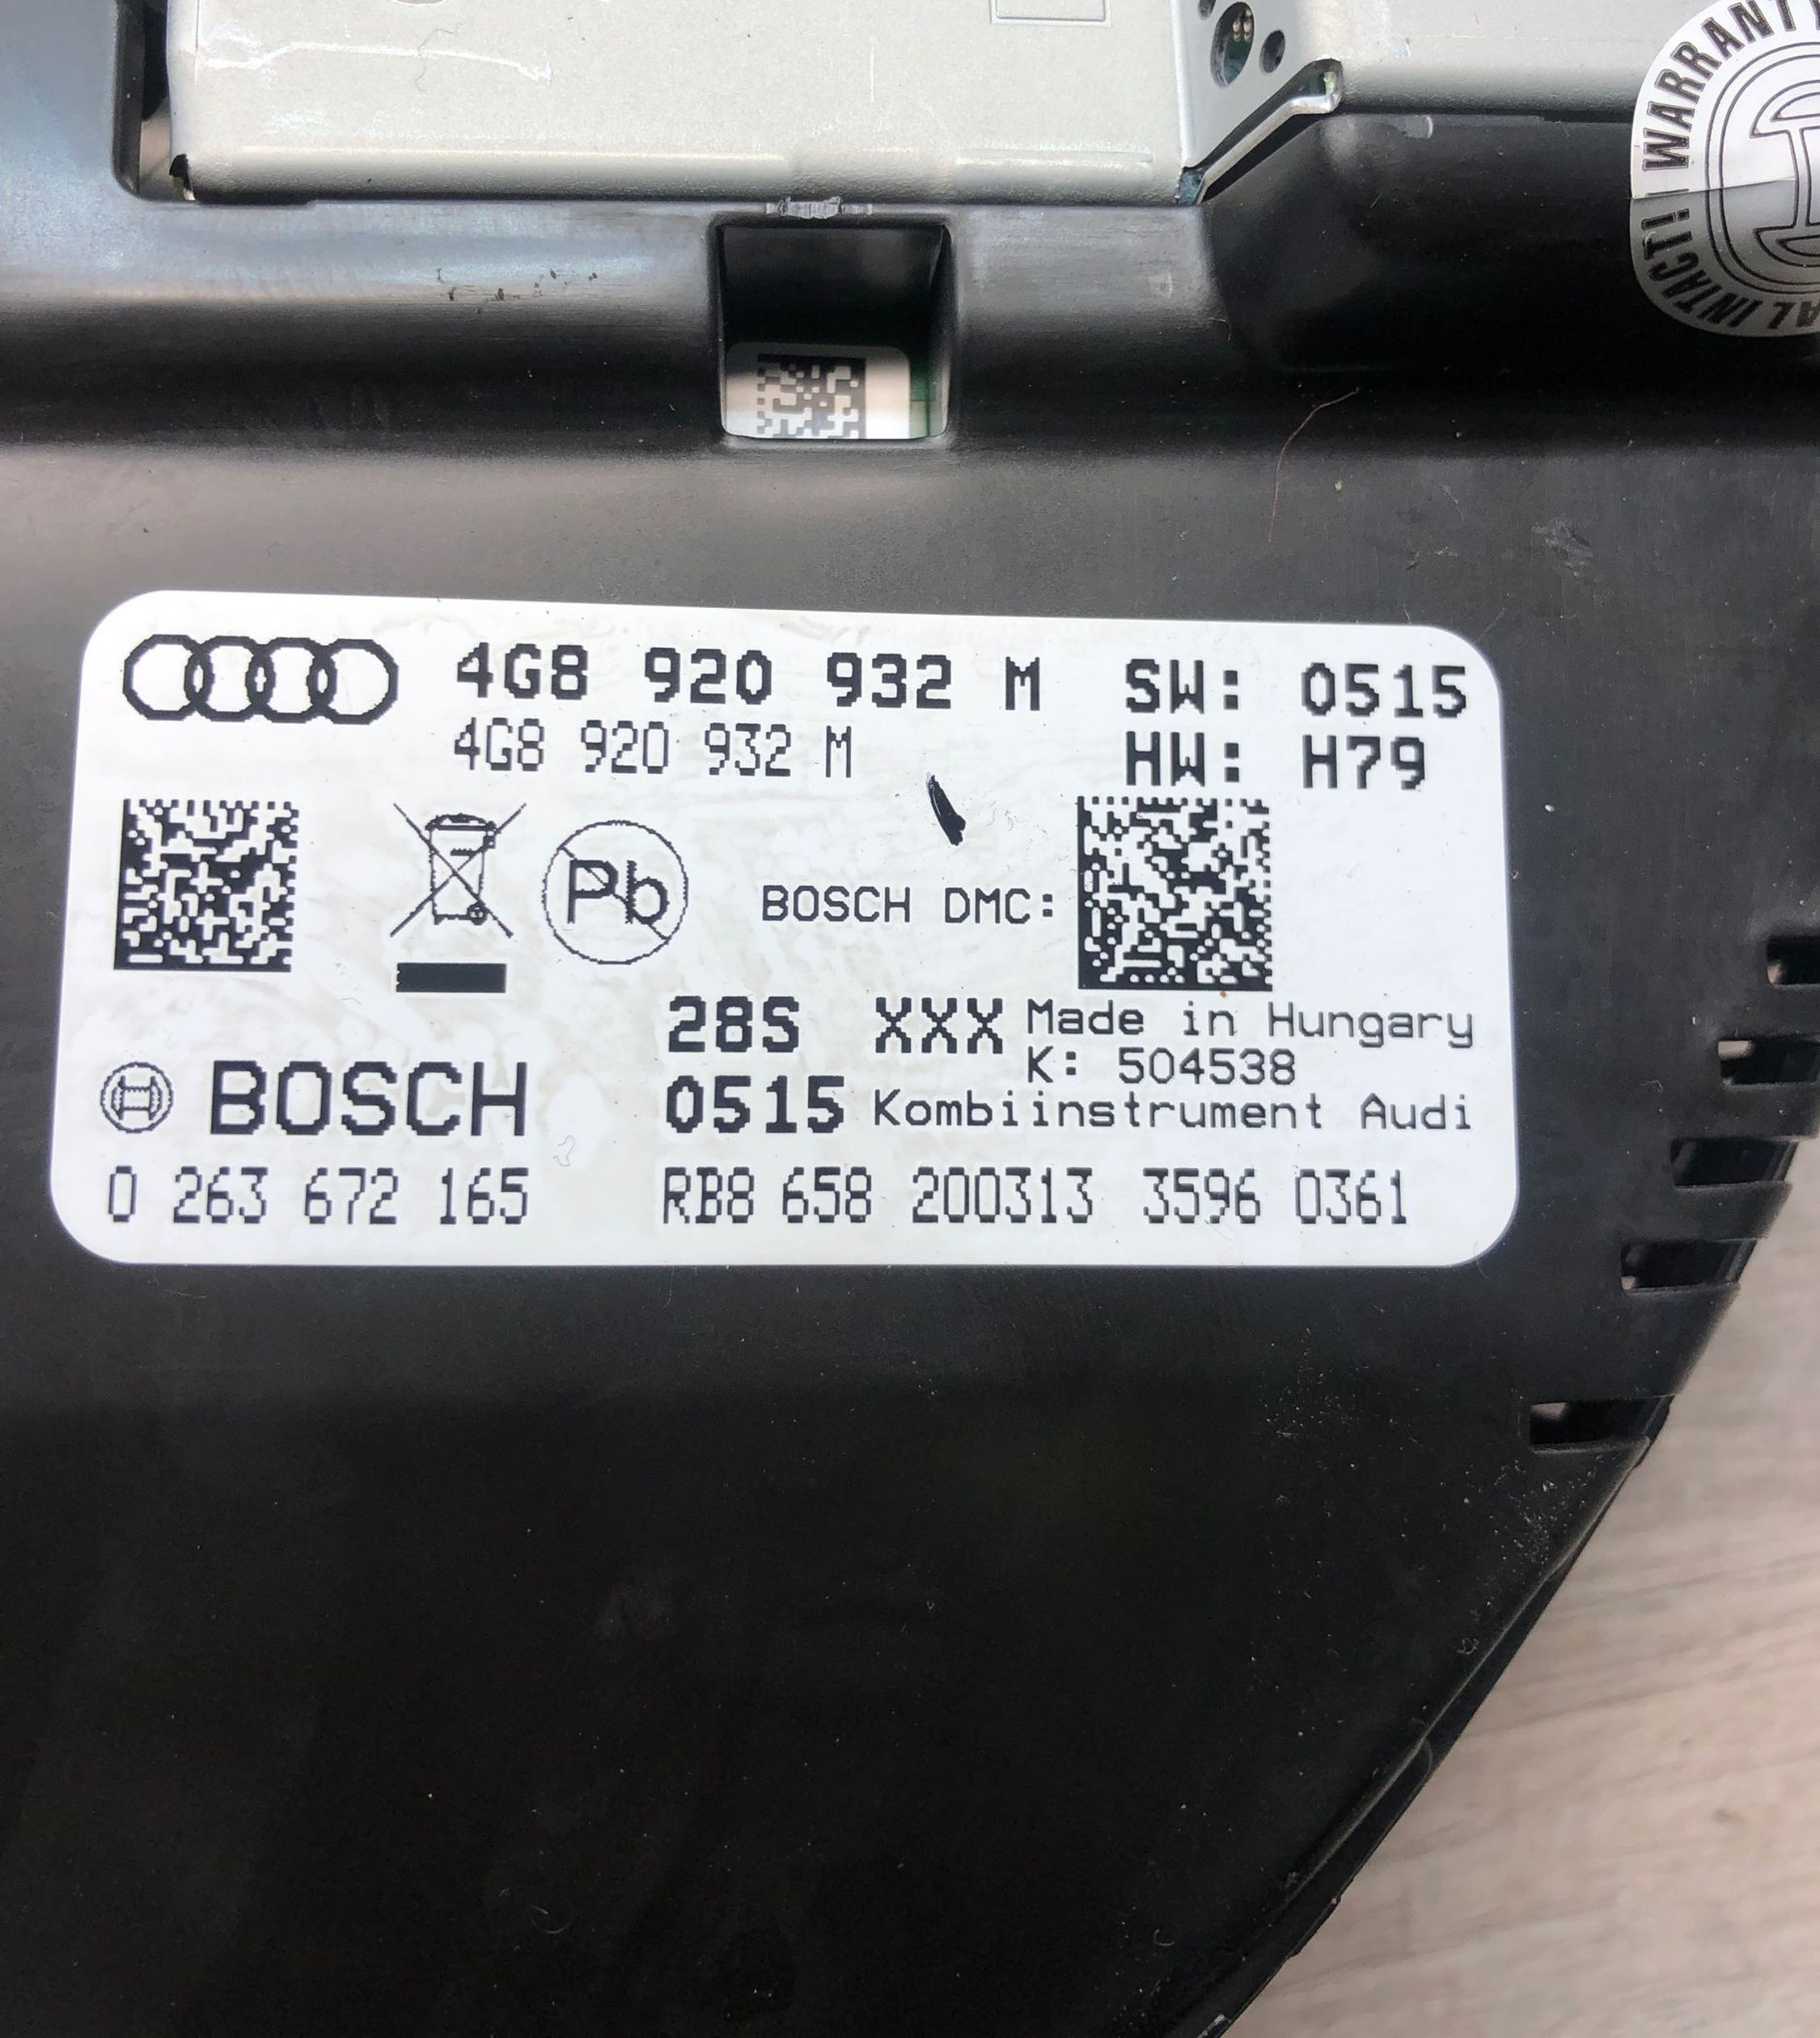 WARRANTY
AL INTACT!
4G8 920 932 M SW: 0515
4G8 920 932 M HW: H79
Pb
BOSCH DMC:
28S XXX Made in Hungary
K: 504538
BOSCH 0515 Kombiinstrument Audi
0 263 672 165 RB8 658 200313 3596 0361